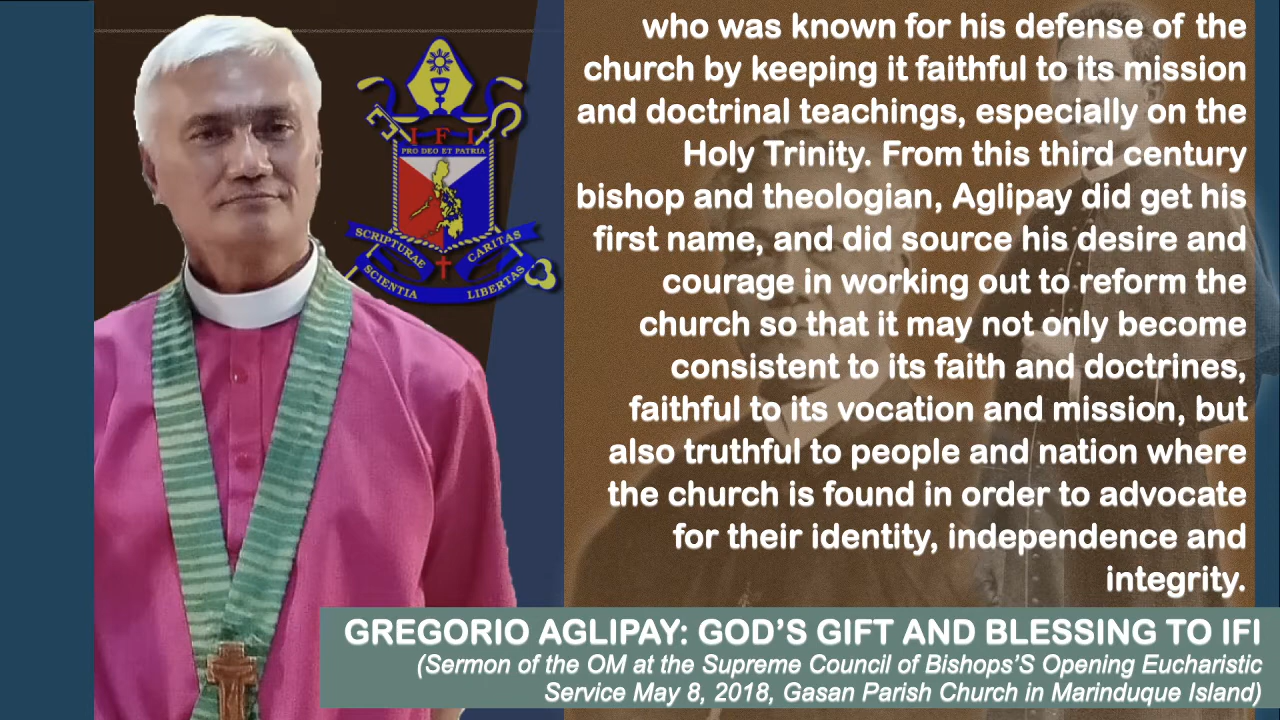 I F I
PRO DEO ET PATRIA
SCRIPTURAE
CARITAS
SCIENTIA
LIBERTAS
who was known for his defense of the
church by keeping it faithful to its mission
and doctrinal teachings, especially on the
Holy Trinity. From this third century
bishop and theologian, Aglipay did get his
first name, and did source his desire and
courage in working out to reform the
church so that it may not only become
consistent to its faith and doctrines,
faithful to its vocation and mission, but
also truthful to people and nation where
the church is found in order to advocate
for their identity, independence and
integrity.
GREGORIO AGLIPAY: GOD’S GIFT AND BLESSING TO IFI
(Sermon of the OM at the Supreme Council of Bishops’S Opening Eucharistic
Service May 8, 2018, Gasan Parish Church in Marinduque Island)